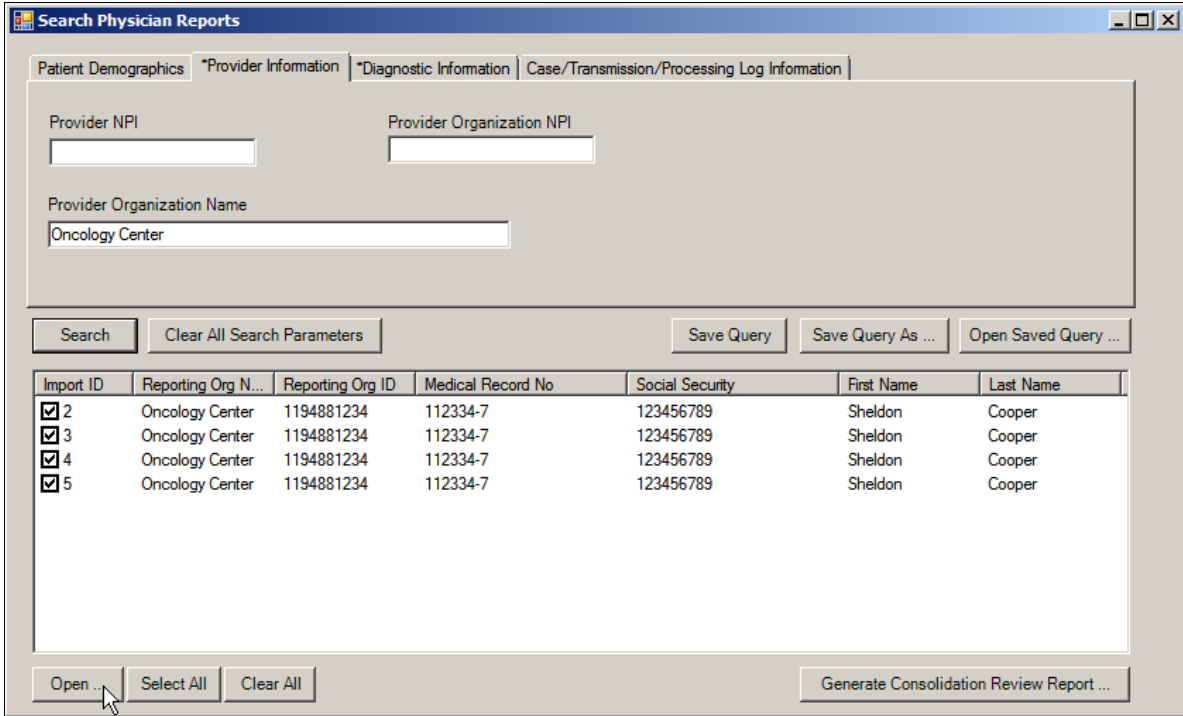 Search Physician Reports
Patient Demographics *Provider Information *Diagnostic Information Case/Transmission/Processing Log Information
Provider NPI Provider Organization NPI
Provider Organization Name
Oncology Center
Search Clear All Search Parameters Save Query Save Query As ... Open Saved Query ...
Import ID Reporting Org N... Reporting Org ID Medical Record No Social Security First Name Last Name
2 Oncology Center 1194881234 112334-7 123456789 Sheldon Cooper
3 Oncology Center 1194881234 112334-7 123456789 Sheldon Cooper
4 Oncology Center 1194881234 112334-7 123456789 Sheldon Cooper
5 Oncology Center 1194881234 112334-7 123456789 Sheldon Cooper
Open ... Select All Clear All Generate Consolidation Review Report ...